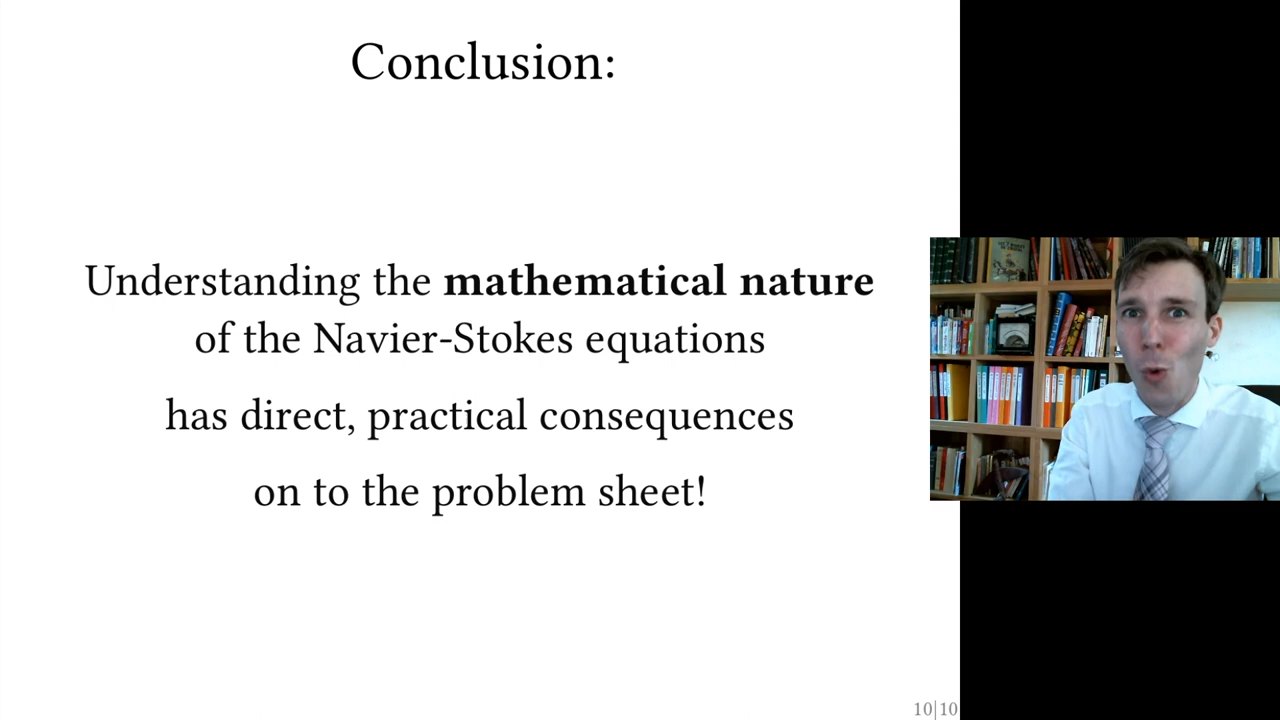 Conclusion:
Understanding the mathematical nature
of the Navier-Stokes equations
has direct, practical consequences
on to the problem sheet!
10|10